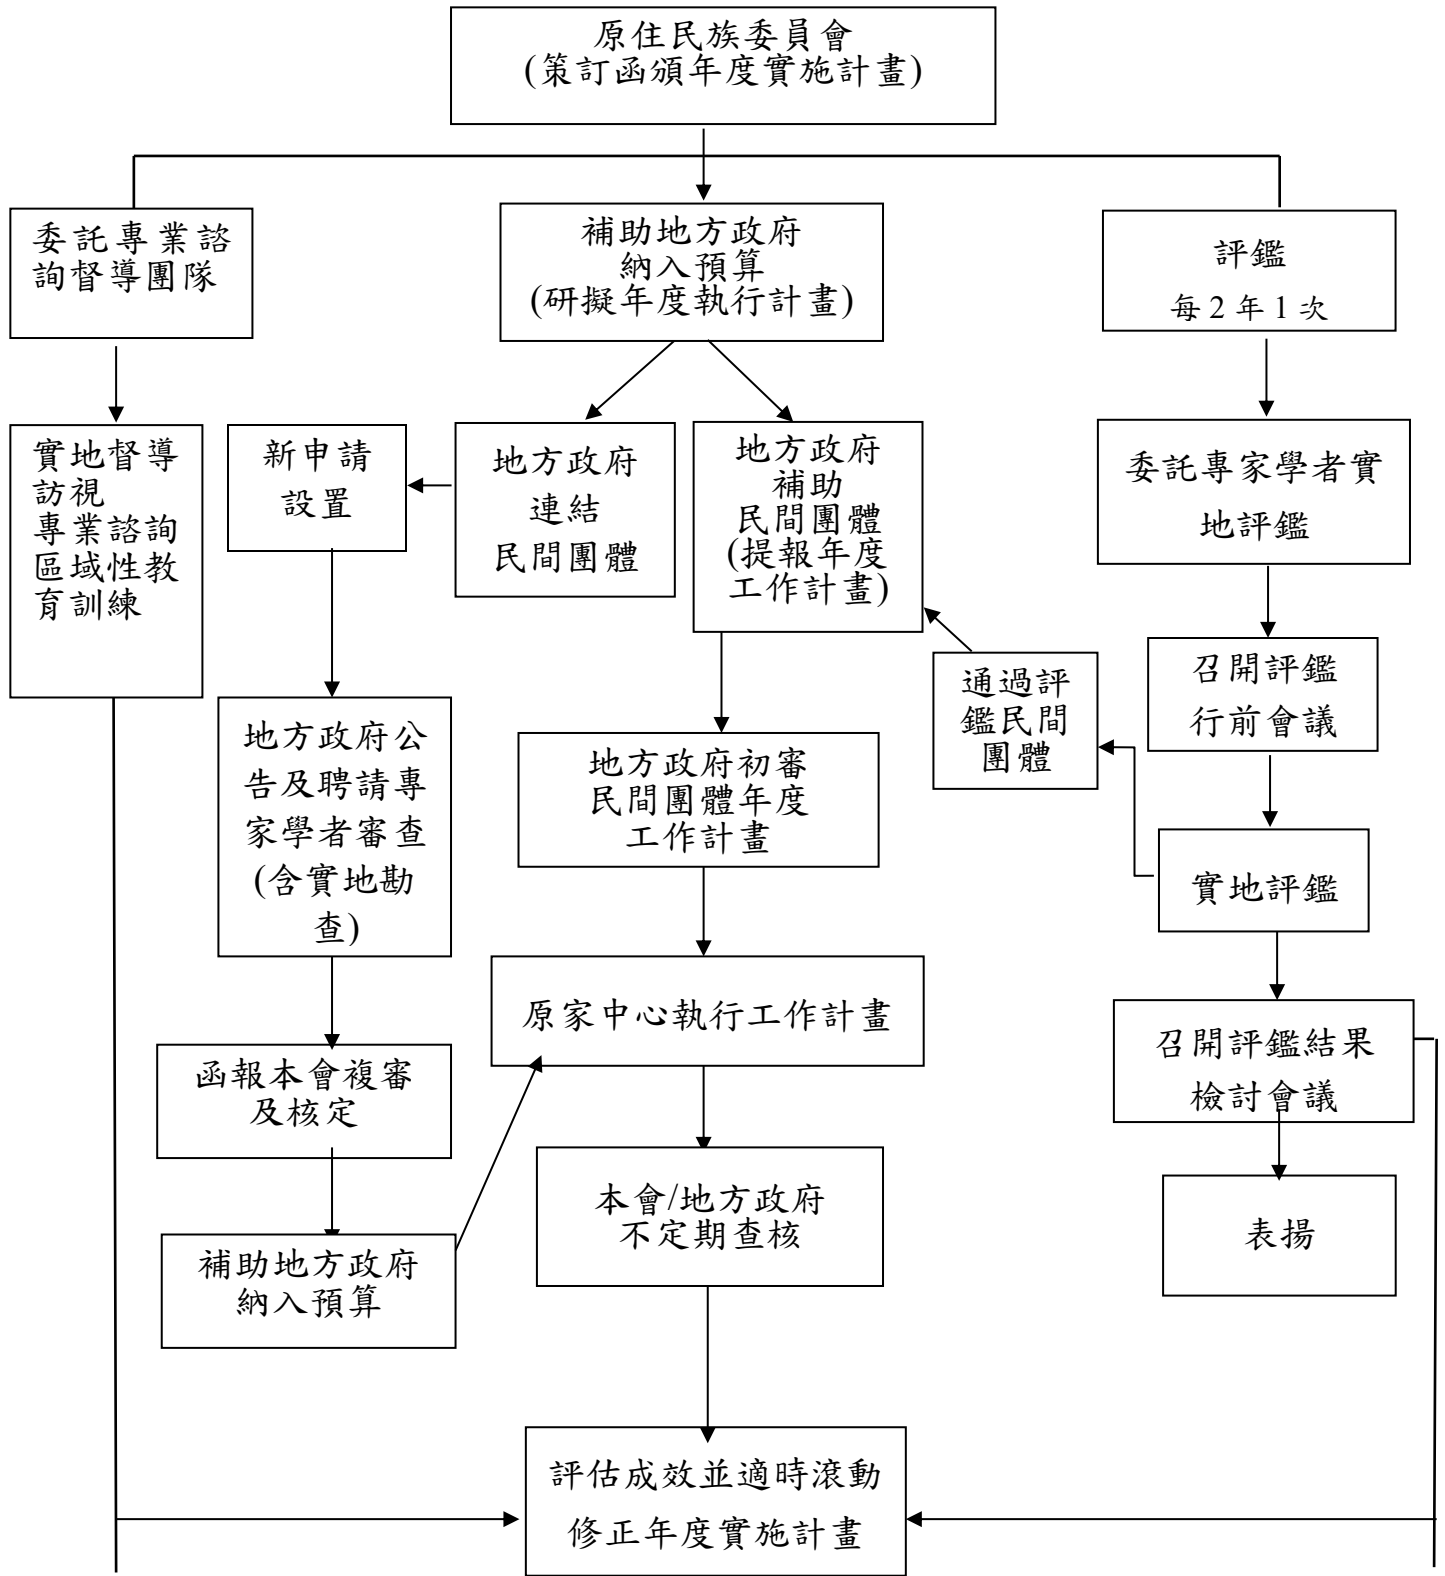 原住民族委員會
(策訂函頒年度實施計畫)
委託專業諮
詢督導團隊
補助地方政府
納入預算
(研擬年度執行計畫)
評鑑
每2年1次
實地督導
訪視
專業諮詢
區域性教
育訓練
新申請
設置
地方政府
連結
民間團體
地方政府
補助
民間團體
(提報年度
工作計畫)
委託專家學者實
地評鑑
通過評
鑑民間
團體
召開評鑑
行前會議
地方政府公
告及聘請專
家學者審查
(含實地勘
查)
地方政府初審
民間團體年度
工作計畫
實地評鑑
原家中心執行工作計畫
召開評鑑結果
檢討會議
函報本會複審
及核定
本會/地方政府
不定期查核
表揚
補助地方政府
納入預算
評估成效並適時滾動
修正年度實施計畫